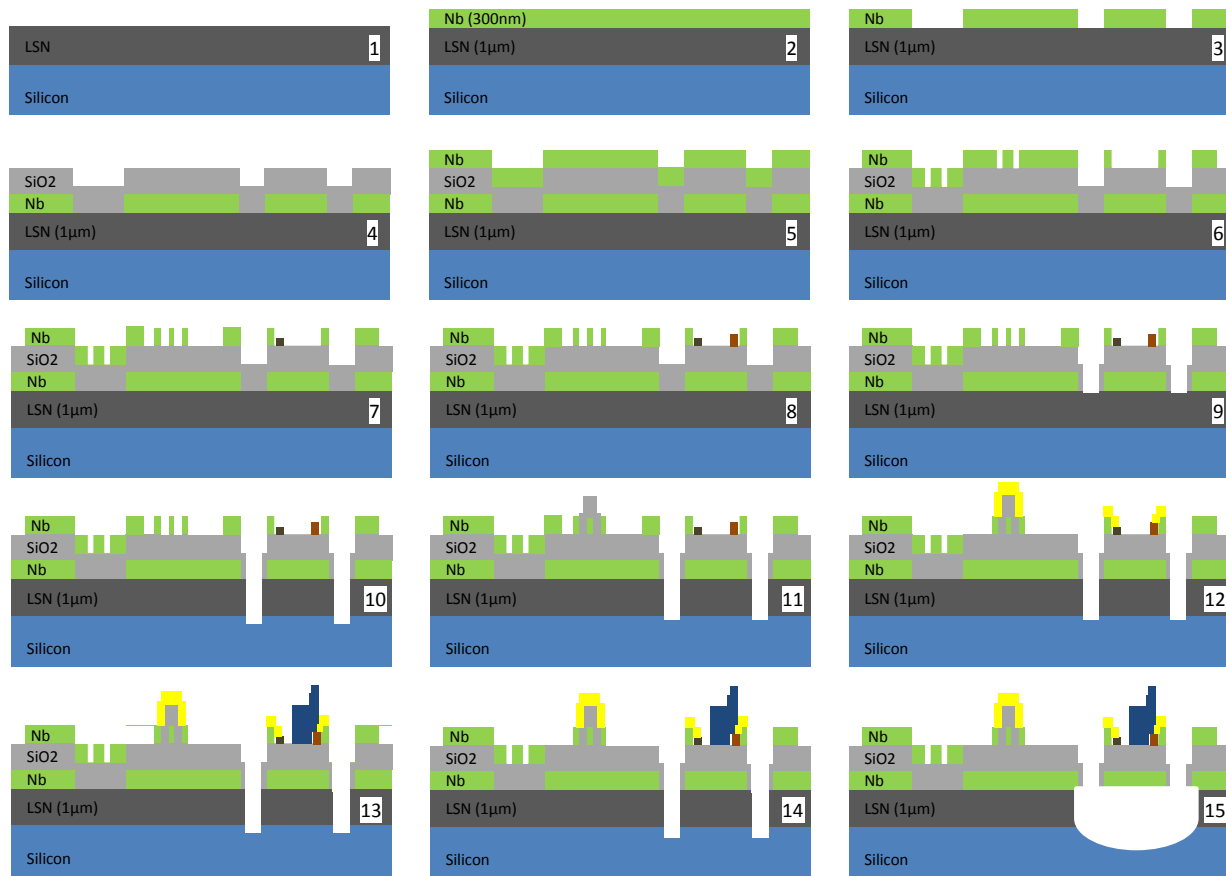 LSN
1
Silicon
Nb (300nm)
LSN (1µm)
2
Silicon
Nb
LSN (1µm)
3
Silicon
SiO2
Nb
LSN (1µm)
4
Silicon
Nb
SiO2
Nb
LSN (1µm)
5
Silicon
Nb
SiO2
Nb
LSN (1µm)
6
Silicon
Nb
SiO2
Nb
LSN (1µm)
7
Silicon
Nb
SiO2
Nb
LSN (1µm)
8
Silicon
Nb
SiO2
Nb
LSN (1µm)
9
Silicon
Nb
SiO2
Nb
LSN (1µm)
10
Silicon
Nb
SiO2
Nb
LSN (1µm)
11
Silicon
Nb
SiO2
Nb
LSN (1µm)
12
Silicon
Nb
SiO2
Nb
LSN (1µm)
13
Silicon
Nb
SiO2
Nb
LSN (1µm)
14
Silicon
Nb
SiO2
Nb
LSN (1µm)
15
Silicon